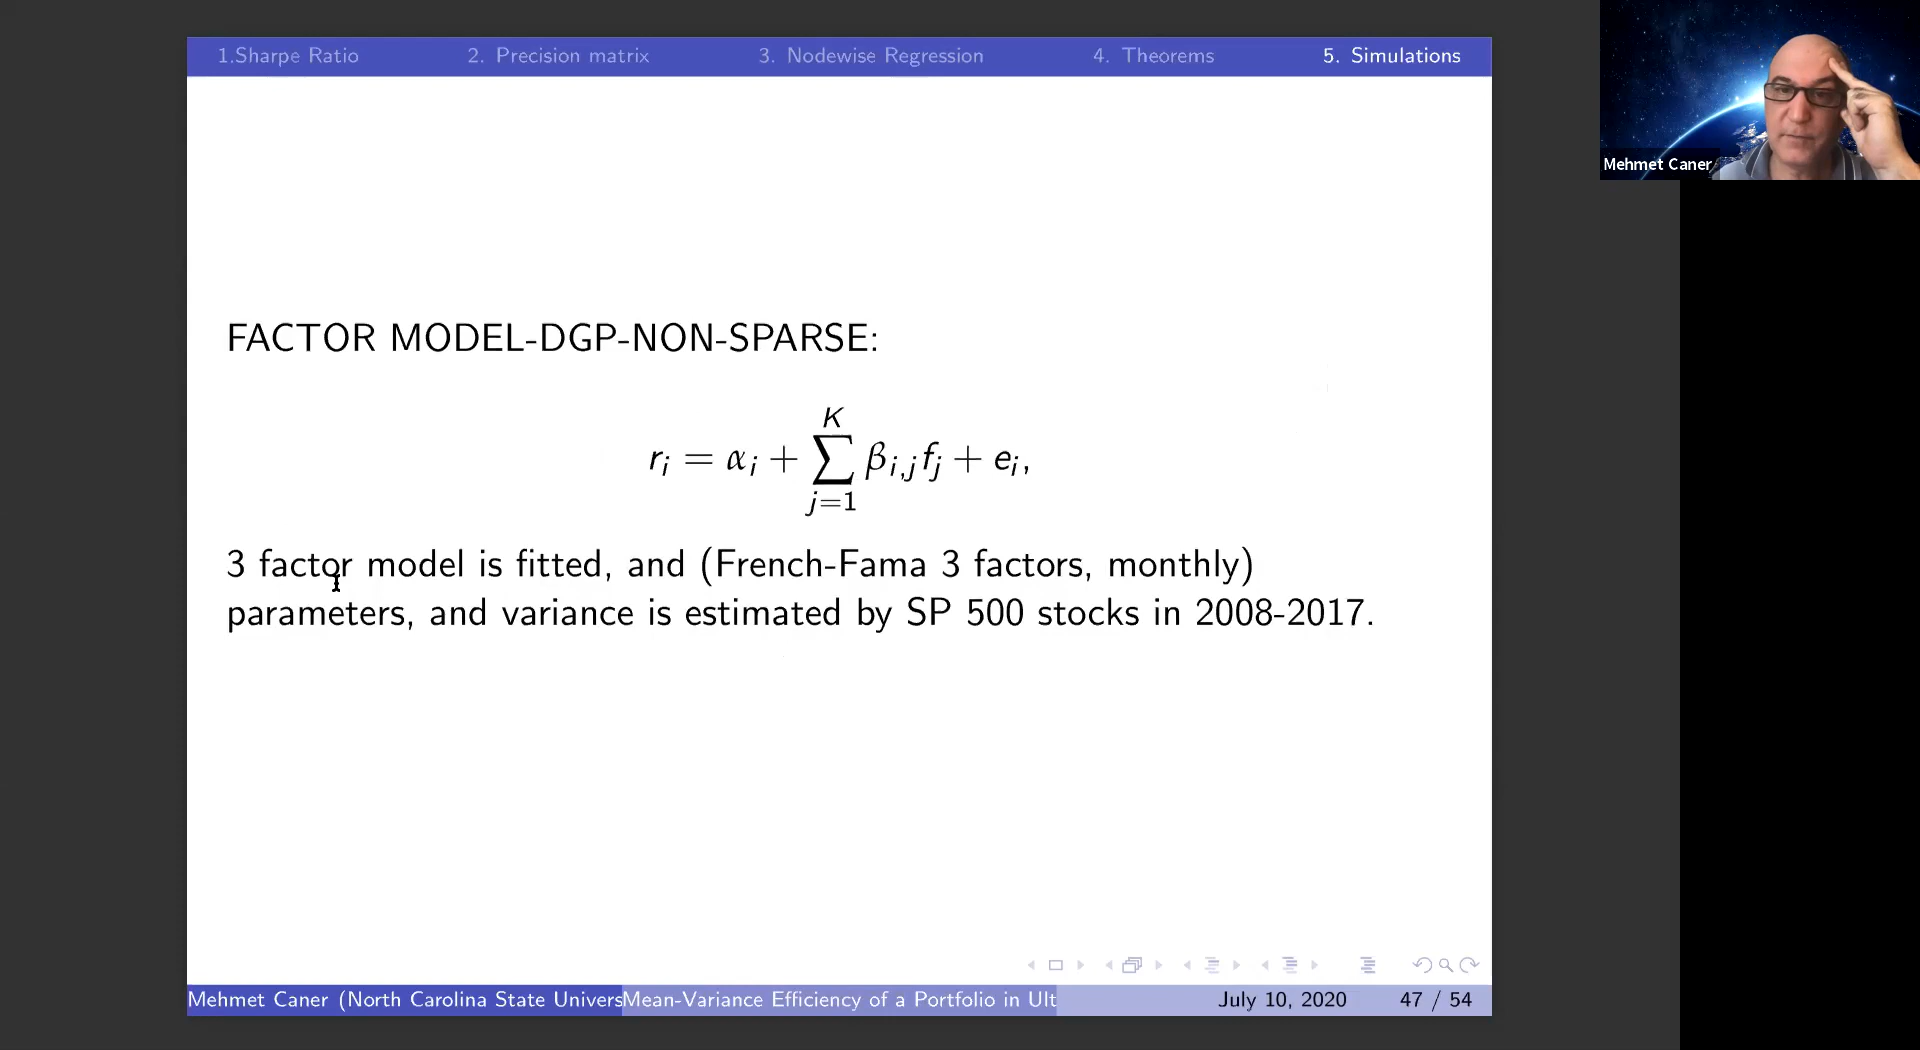 1.Sharpe Ratio 2. Precision matrix 3. Nodewise Regression 4. Theorems 5. Simulations
Mehmet Caner
FACTOR MODEL-DGP-NON-SPARSE:
r_i = α_i + ∑_{j=1}^{K} β_{i,j} f_j + e_i,
3 factor model is fitted, and (French-Fama 3 factors, monthly)
parameters, and variance is estimated by SP 500 stocks in 2008-2017.
Mehmet Caner (North Carolina State Univers Mean-Variance Efficiency of a Portfolio in Ult July 10, 2020 47 / 54